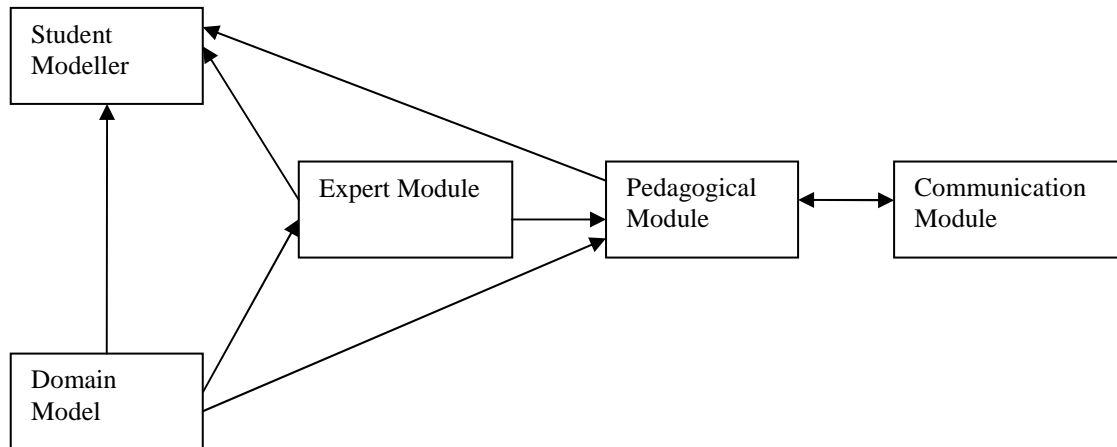 Student
Modeller
Expert Module
Pedagogical
Module
Communication
Module
Domain
Model